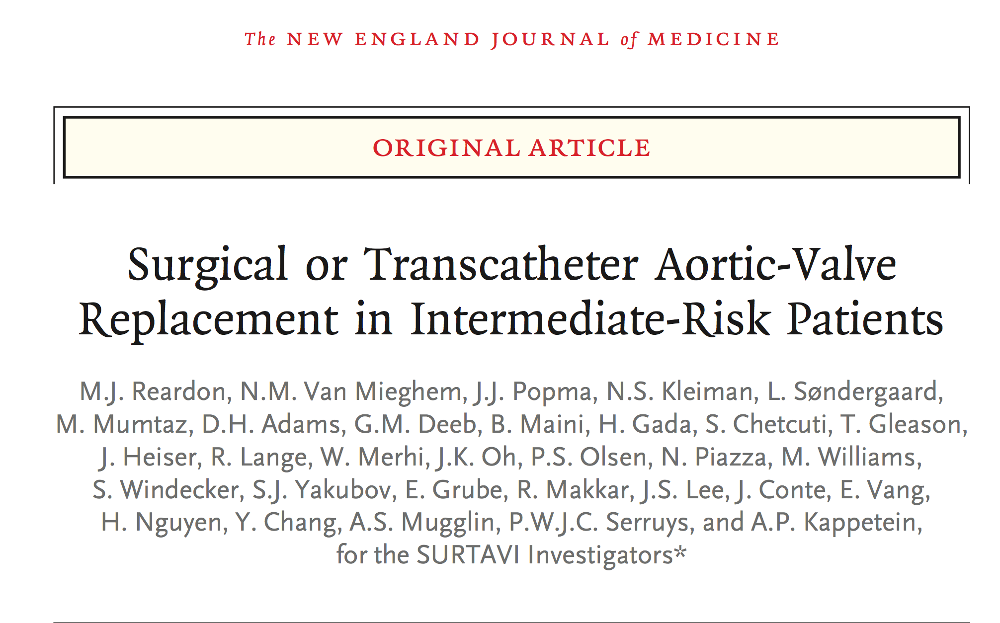 The NEW ENGLAND JOURNAL of MEDICINE
ORIGINAL ARTICLE
Surgical or Transcatheter Aortic-Valve
Replacement in Intermediate-Risk Patients
M.J. Reardon, N.M. Van Mieghem, J.J. Popma, N.S. Kleiman, L. Søndergaard,
M. Mumtaz, D.H. Adams, G.M. Deeb, B. Maini, H. Gada, S. Chetcuti, T. Gleason,
J. Heiser, R. Lange, W. Merhi, J.K. Oh, P.S. Olsen, N. Piazza, M. Williams,
S. Windecker, S.J. Yakubov, E. Grube, R. Makkar, J.S. Lee, J. Conte, E. Vang,
H. Nguyen, Y. Chang, A.S. Mugglin, P.W.J.C. Serruys, and A.P. Kappetein,
for the SURTAVI Investigators*